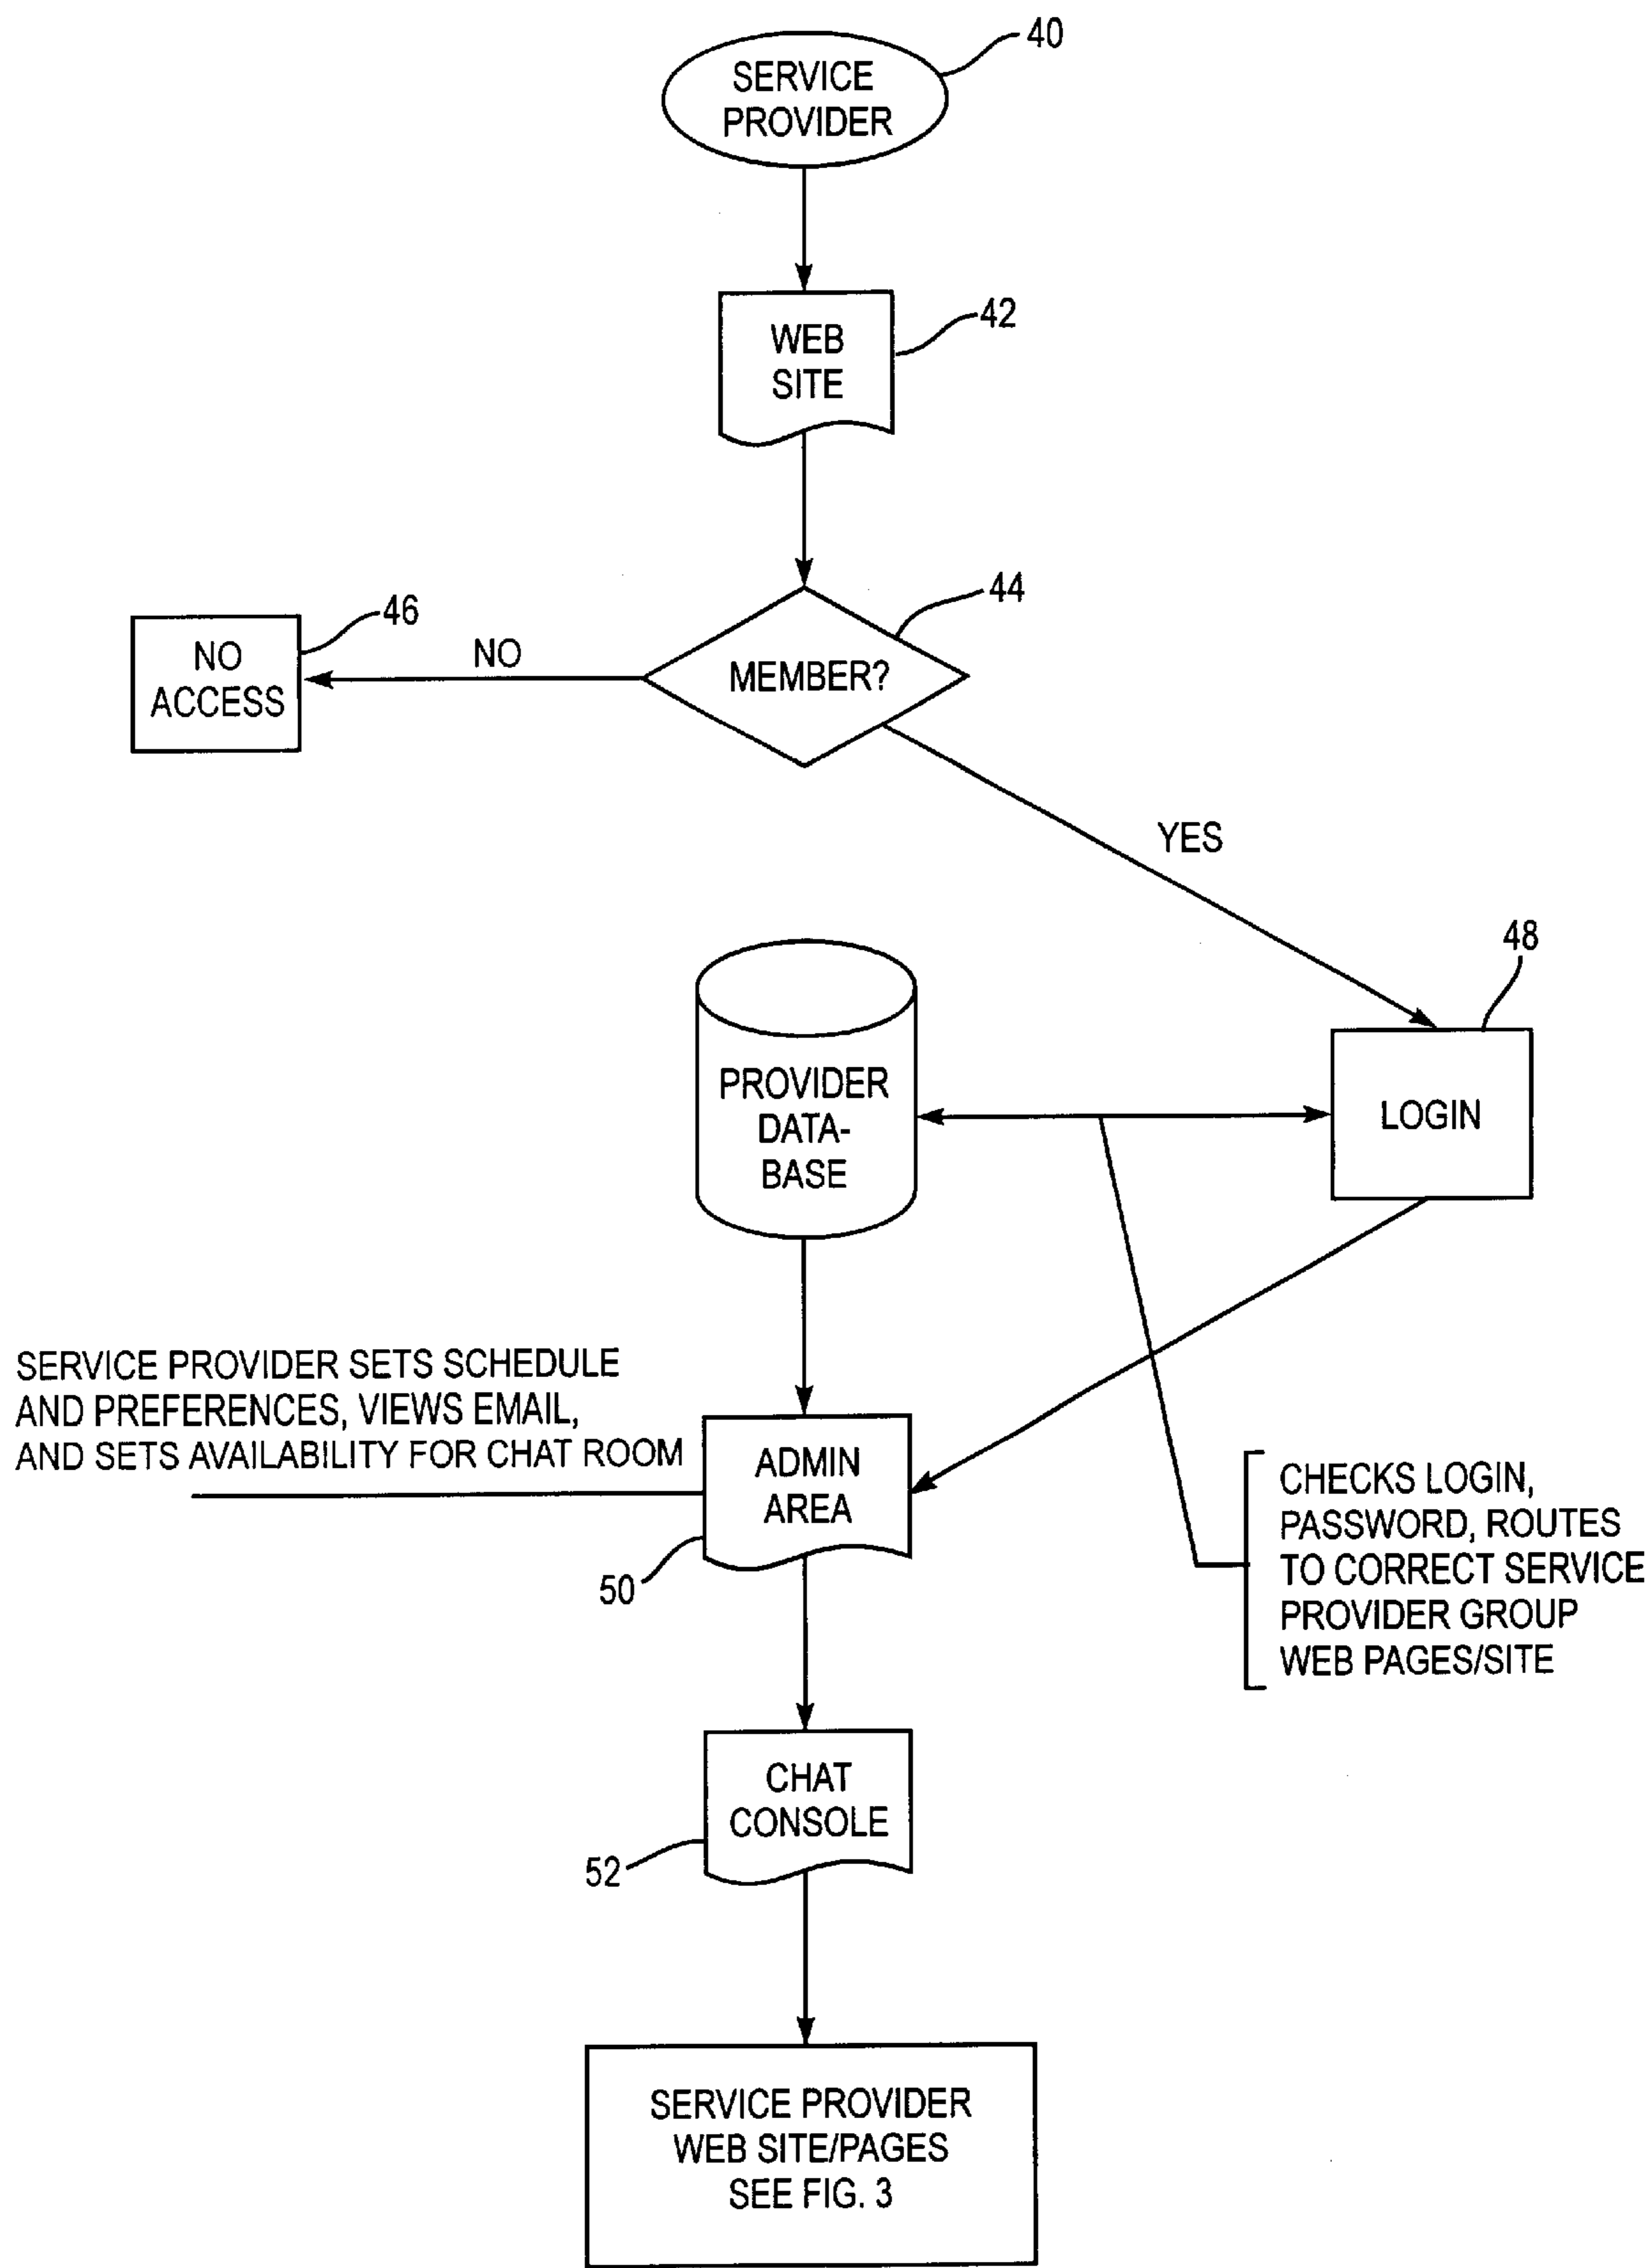 40
SERVICE
PROVIDER
42
WEB
SITE
44
46
NO
ACCESS
NO
MEMBER?
YES
48
PROVIDER
DATA-
BASE
LOGIN
SERVICE PROVIDER SETS SCHEDULE
AND PREFERENCES, VIEWS EMAIL,
AND SETS AVAILABILITY FOR CHAT ROOM
ADMIN
AREA
50
CHECKS LOGIN,
PASSWORD, ROUTES
TO CORRECT SERVICE
PROVIDER GROUP
WEB PAGES/SITE
CHAT
CONSOLE
52
SERVICE PROVIDER
WEB SITE/PAGES
SEE FIG. 3